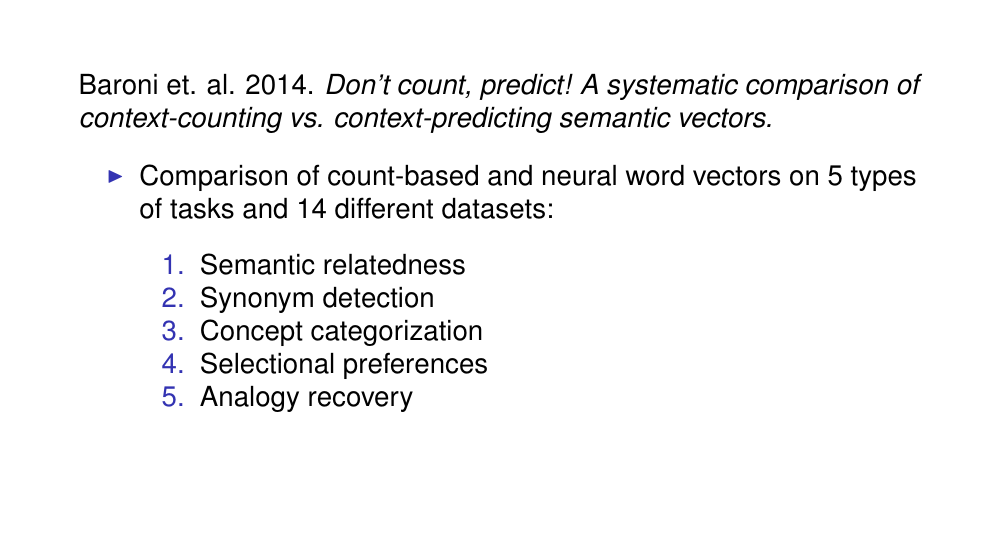 Baroni et. al. 2014. Don't count, predict! A systematic comparison of
context-counting vs. context-predicting semantic vectors.
Comparison of count-based and neural word vectors on 5 types
of tasks and 14 different datasets:
1. Semantic relatedness
2. Synonym detection
3. Concept categorization
4. Selectional preferences
5. Analogy recovery